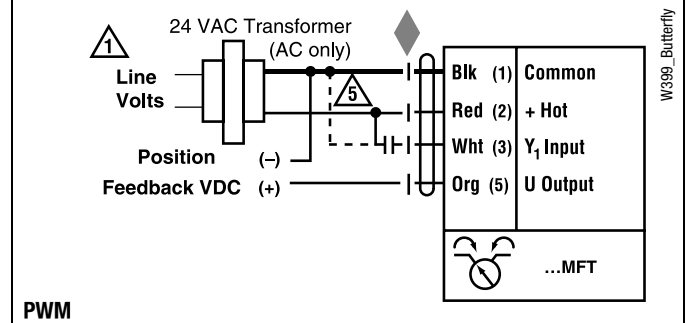 24 VAC Transformer
(AC only)
1
Line
Volts
5
Blk (1) Common
Red (2) + Hot
Wht (3) Y1 Input
Org (5) U Output
Position (–)
Feedback VDC (+)
...MFT
PWM
W399_Butterfly